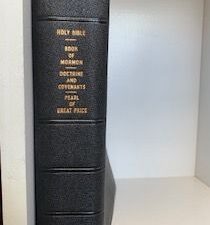 HOLY BIBLE
BOOK
OF
MORMON
DOCTRINE
AND
COVENANTS
PEARL
OF
GREAT PRICE